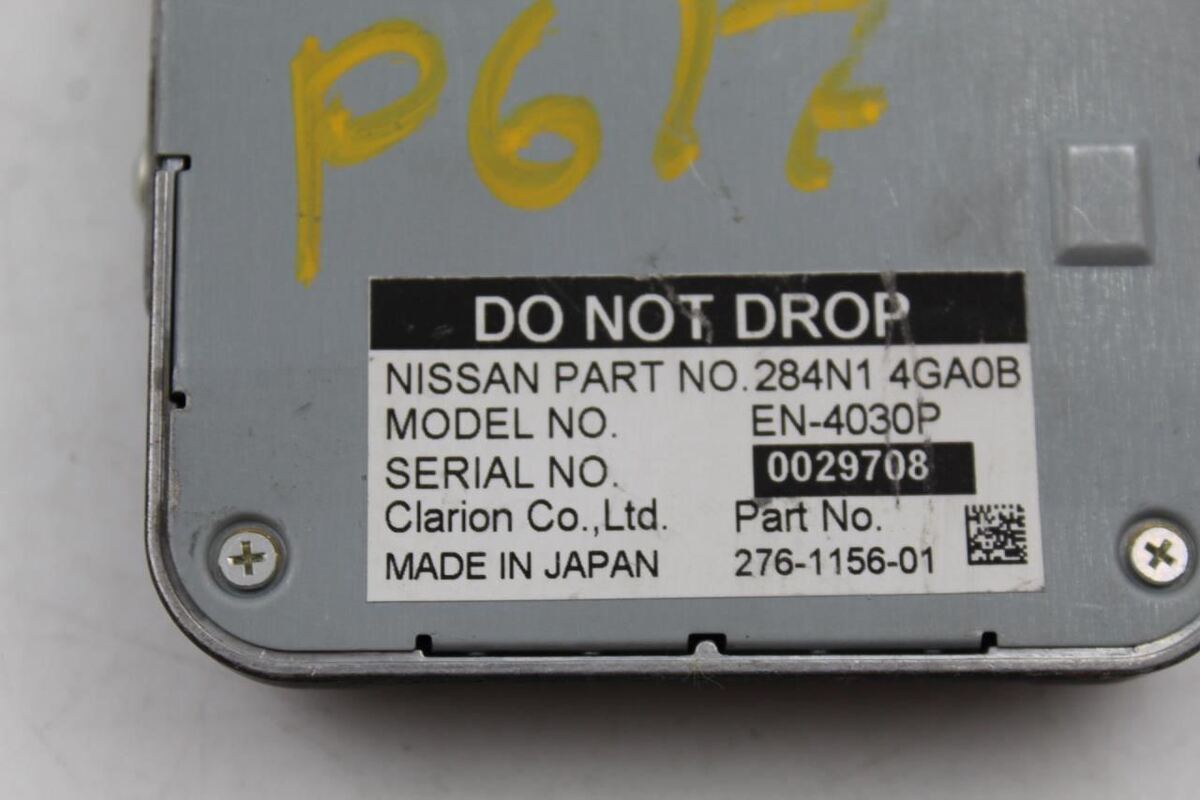 P617
DO NOT DROP
NISSAN PART NO. 284N1 4GA0B
MODEL NO. EN-4030P
SERIAL NO. 0029708
Clarion Co.,Ltd. Part No.
MADE IN JAPAN 276-1156-01